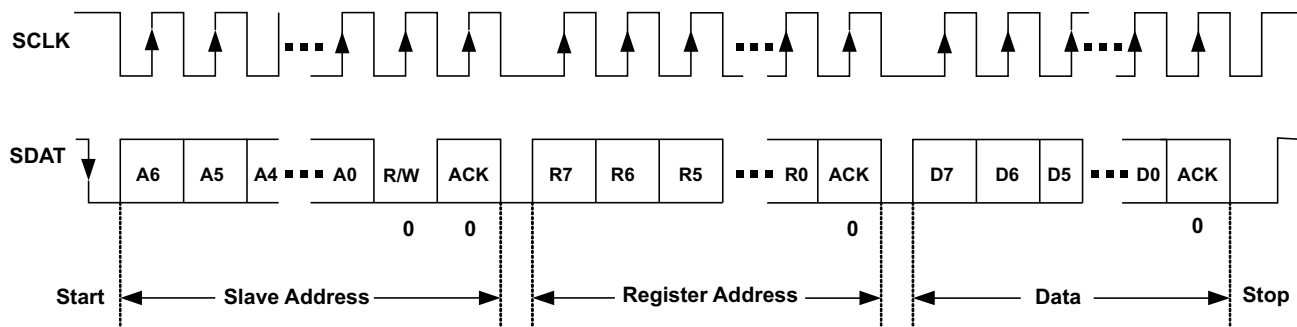 SCLK
SDAT
A6 A5 A4 A0 R/W ACK R7 R6 R5 R0 ACK D7 D6 D5 D0 ACK
0 0 0 0
Start Slave Address Register Address Data Stop